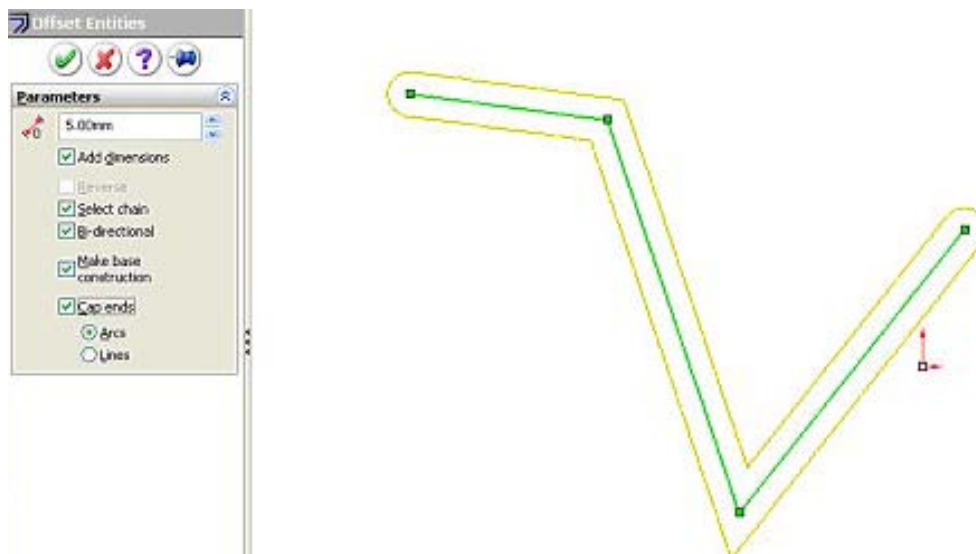 Offset Entities
?
Parameters
5.00mm
Add dimensions
Reverse
Select chain
Bi-directional
Make base
construction
Cap ends
Arcs
Lines